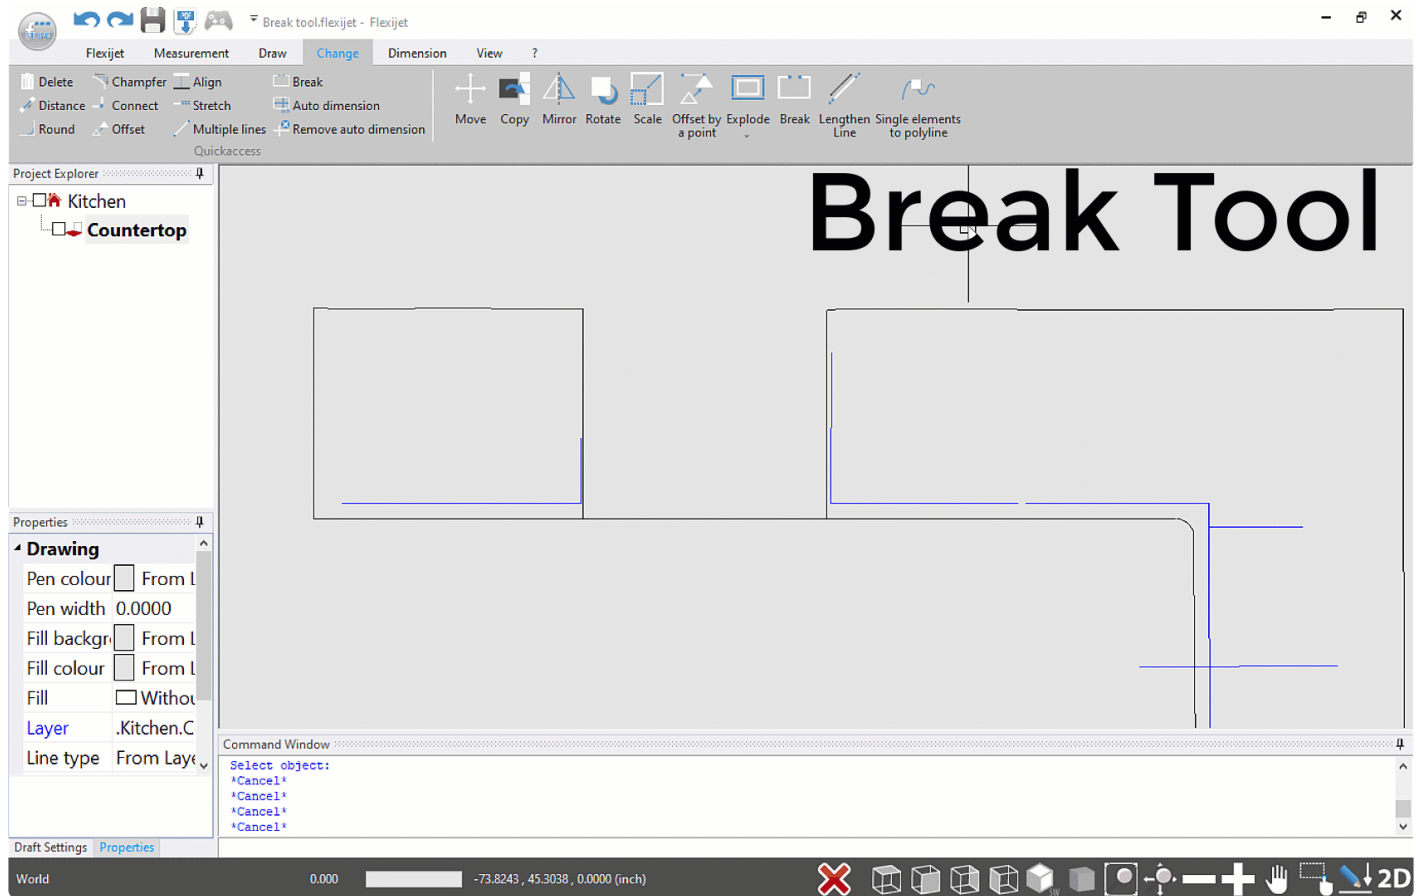 Break tool.flexijet - Flexijet
Flexijet Measurement Draw Change Dimension View ?
Delete Champfer Align Break
Distance Connect Stretch Auto dimension
Round Offset Multiple lines Remove auto dimension
Quickaccess
Move Copy Mirror Rotate Scale Offset by a point Explode Break Lengthen Line Single elements to polyline
Project Explorer
Kitchen
Countertop
Break Tool
Properties
Drawing
Pen colour From L
Pen width 0.0000
Fill backgr From L
Fill colour From L
Fill Withou
Layer .Kitchen.C
Line type From Laye
Draft Settings Properties
Command Window
Select object:
*Cancel*
*Cancel*
*Cancel*
*Cancel*
World 0.000 -73.8243 , 45.3038 , 0.0000 (inch) SW 2D